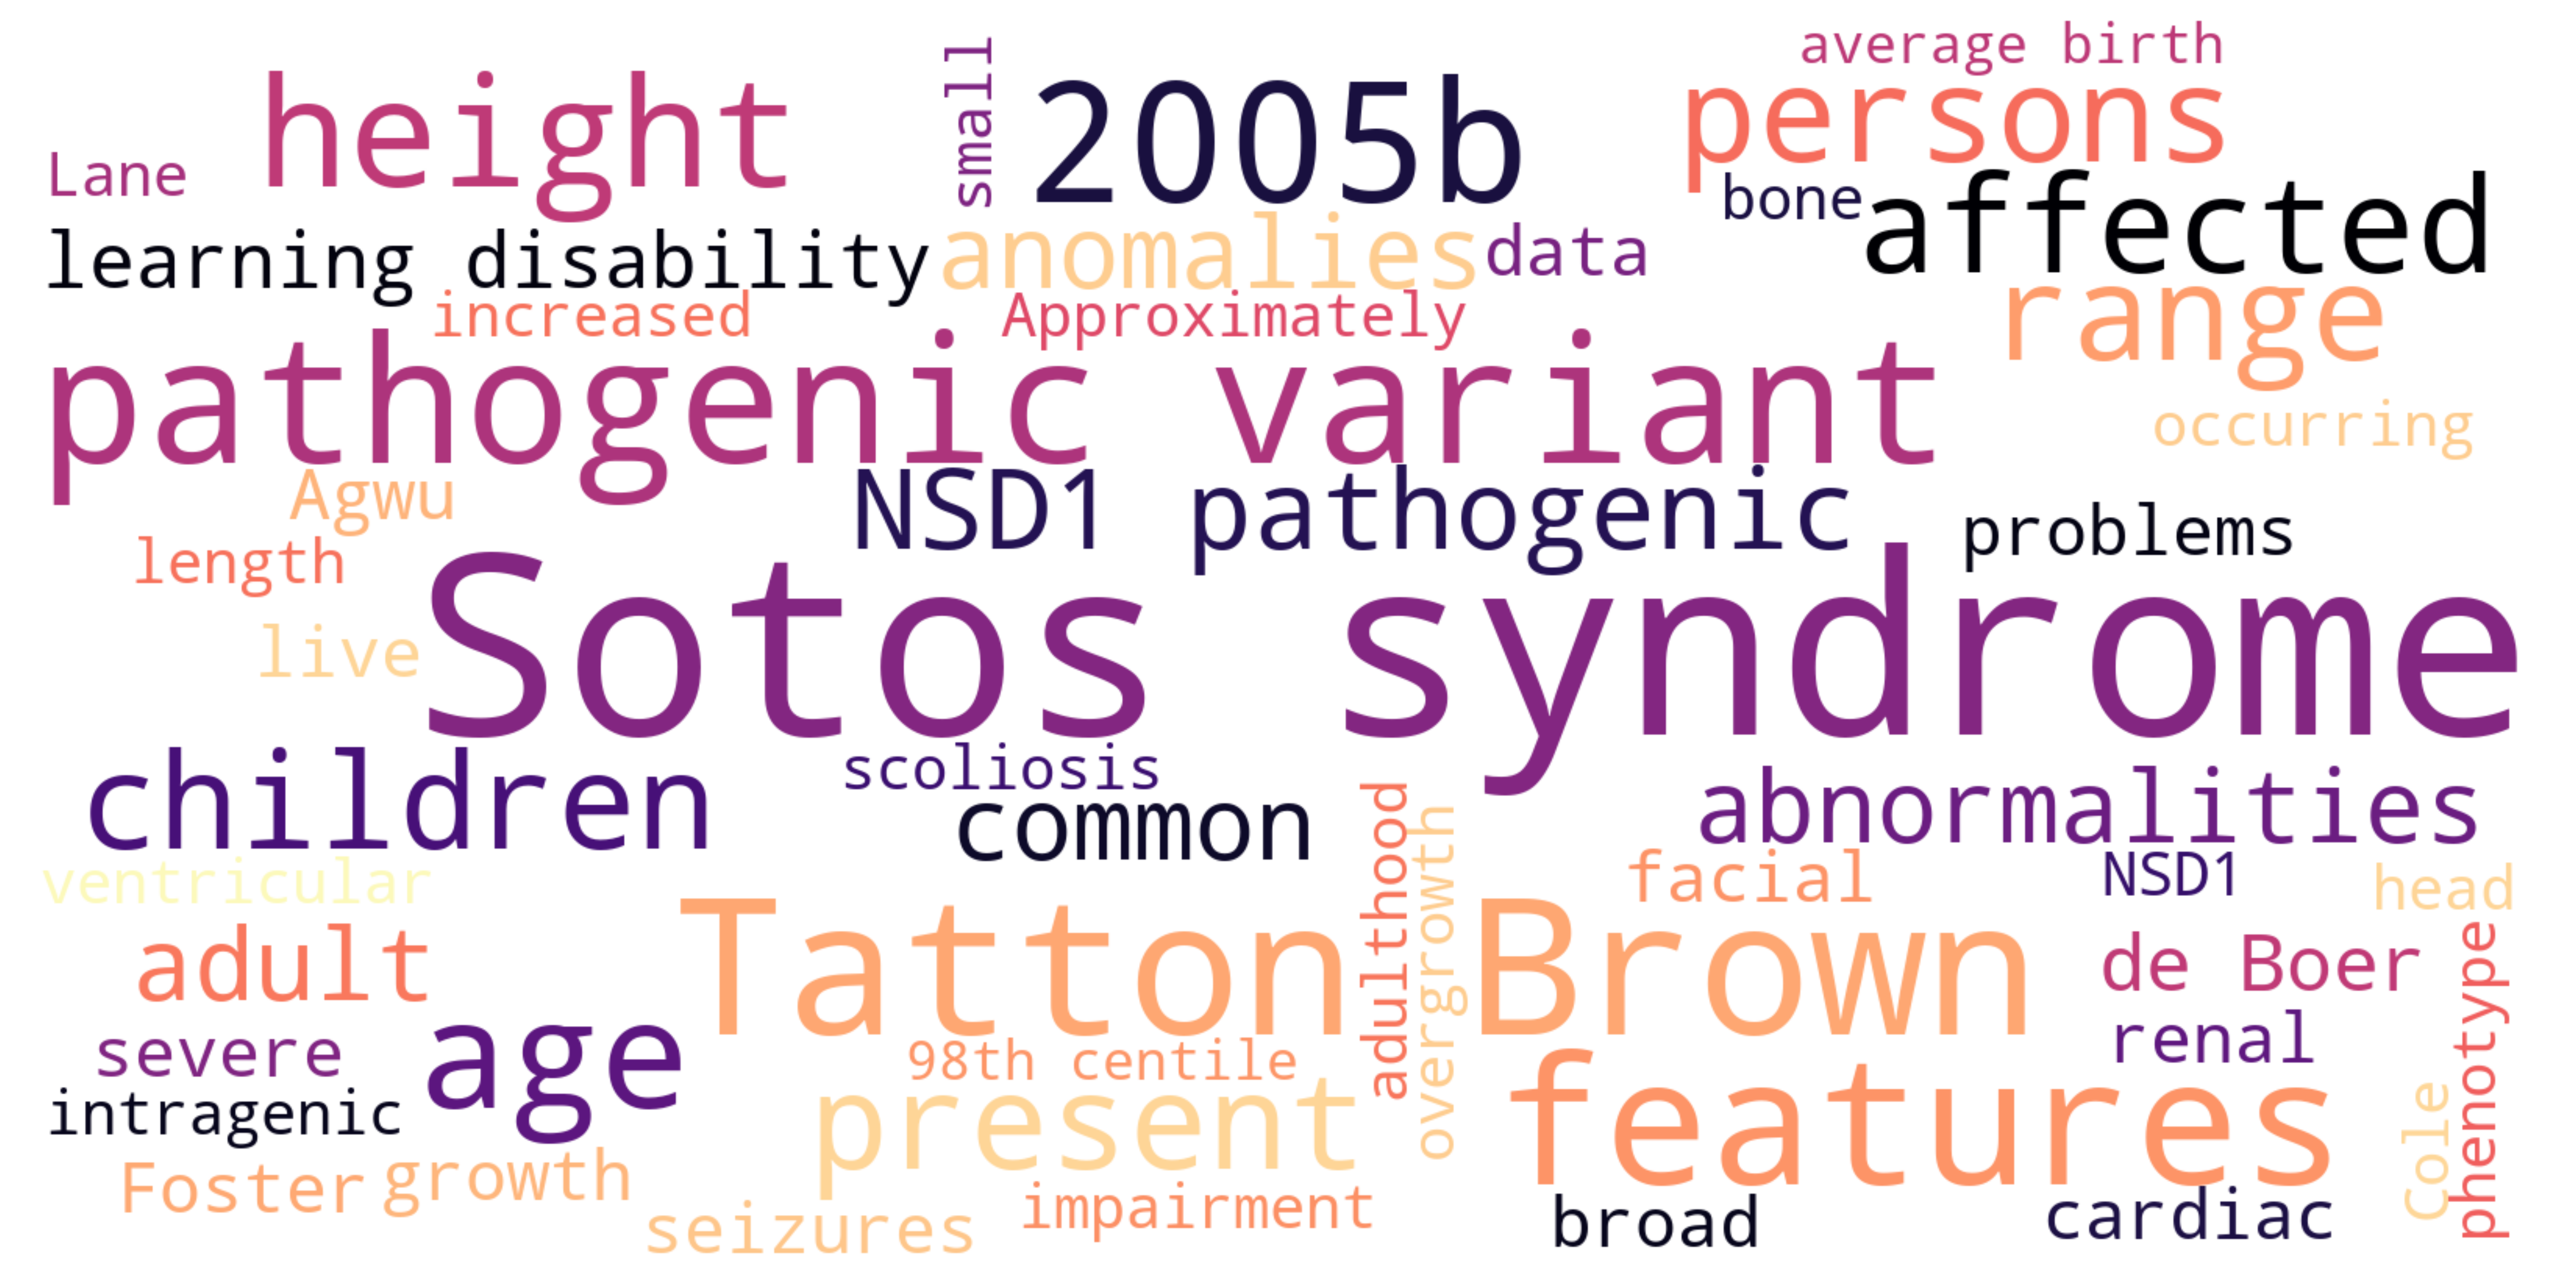 average birth
height
small
2005b
persons
Lane
bone
affected
learning disability
anomalies
data
increased
Approximately
range
pathogenic variant
occurring
Agwu
NSD1 pathogenic
problems
length
Sotos syndrome
live
children
scoliosis
common
abnormalities
ventricular
adulthood
overgrowth
facial
NSD1
head
adult
Tatton Brown
de Boer
phenotype
severe
age
98th centile
renal
intragenic
present
features
Cole
Foster
growth
impairment
seizures
broad
cardiac